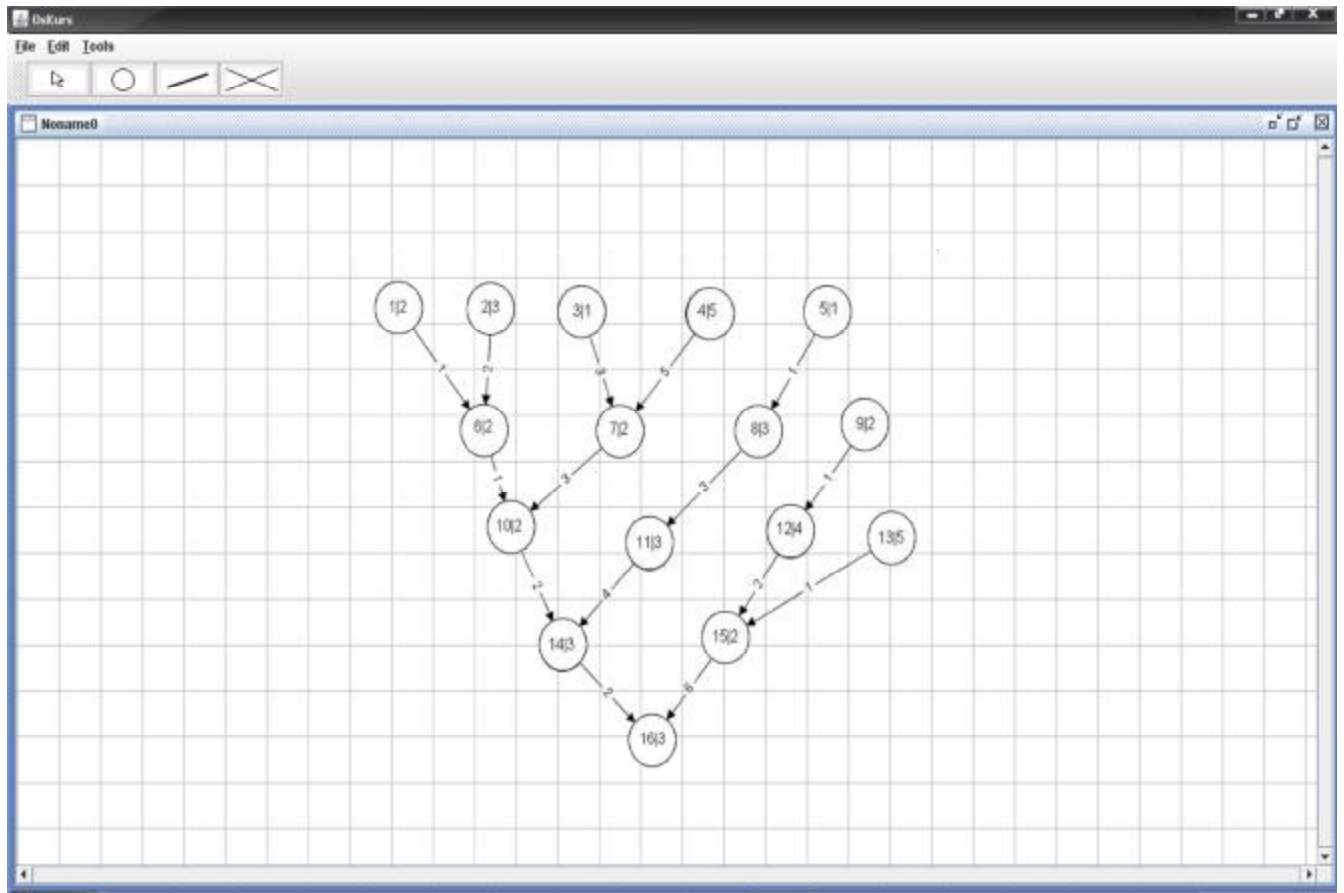 OsKurs
File Edit Tools
Noname0
1|2 2|3 3|1 4|5 5|1
1 2 3 5 1
6|2 7|2 8|3 9|2
1 3 3 1
10|2 11|3 12|4 13|5
2 4 2 1
14|3 15|2
2 6
16|3